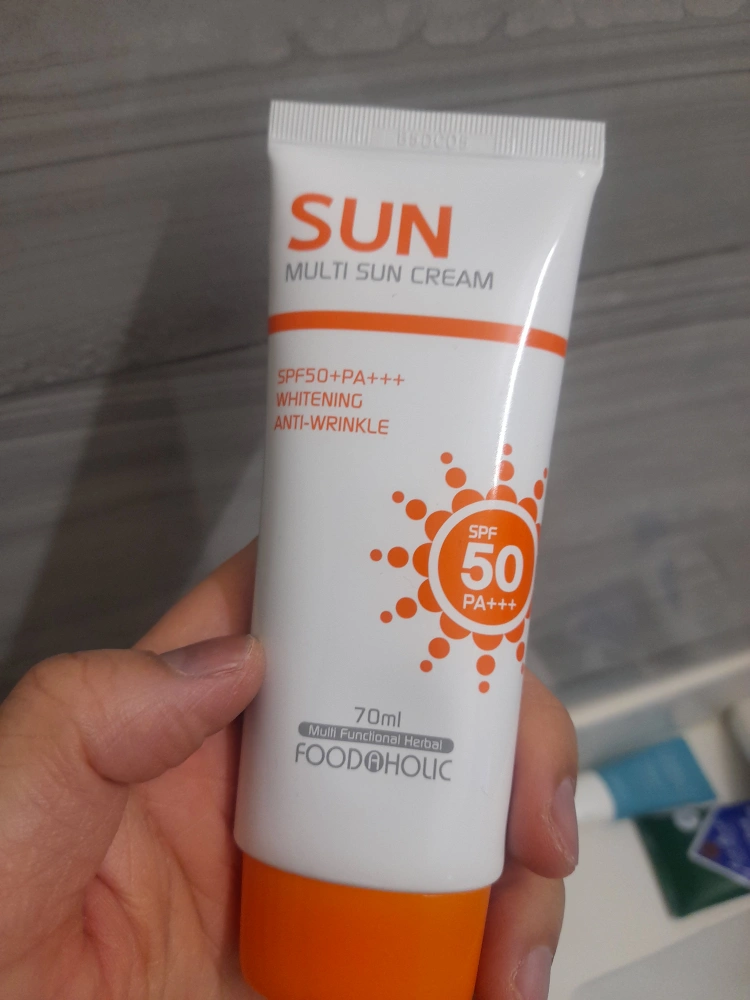 SUN
MULTI SUN CREAM
SPF50+PA+++
WHITENING
ANTI-WRINKLE
SPF
50
PA+++
70ml
Multi Functional Herbal
FOODAHOLIC